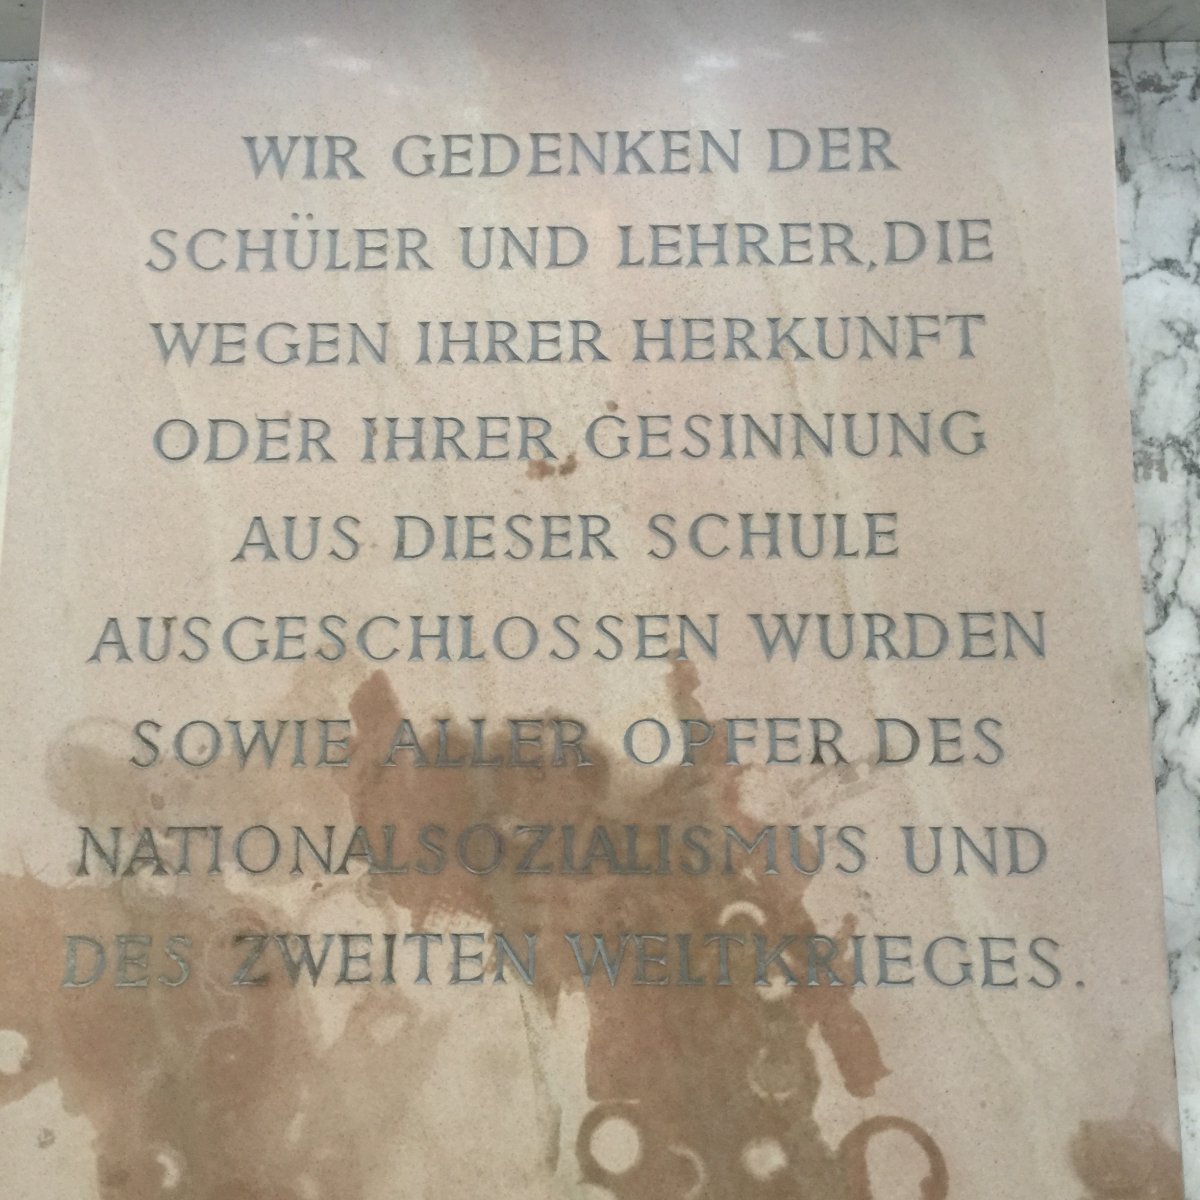 WIR GEDENKEN DER
SCHÜLER UND LEHRER, DIE
WEGEN IHRER HERKUNFT
ODER IHRER GESINNUNG
AUS DIESER SCHULE
AUSGESCHLOSSEN WURDEN
SOWIE ALLER OPFER DES
NATIONALSOZIALISMUS UND
DES ZWEITEN WELTKRIEGES.